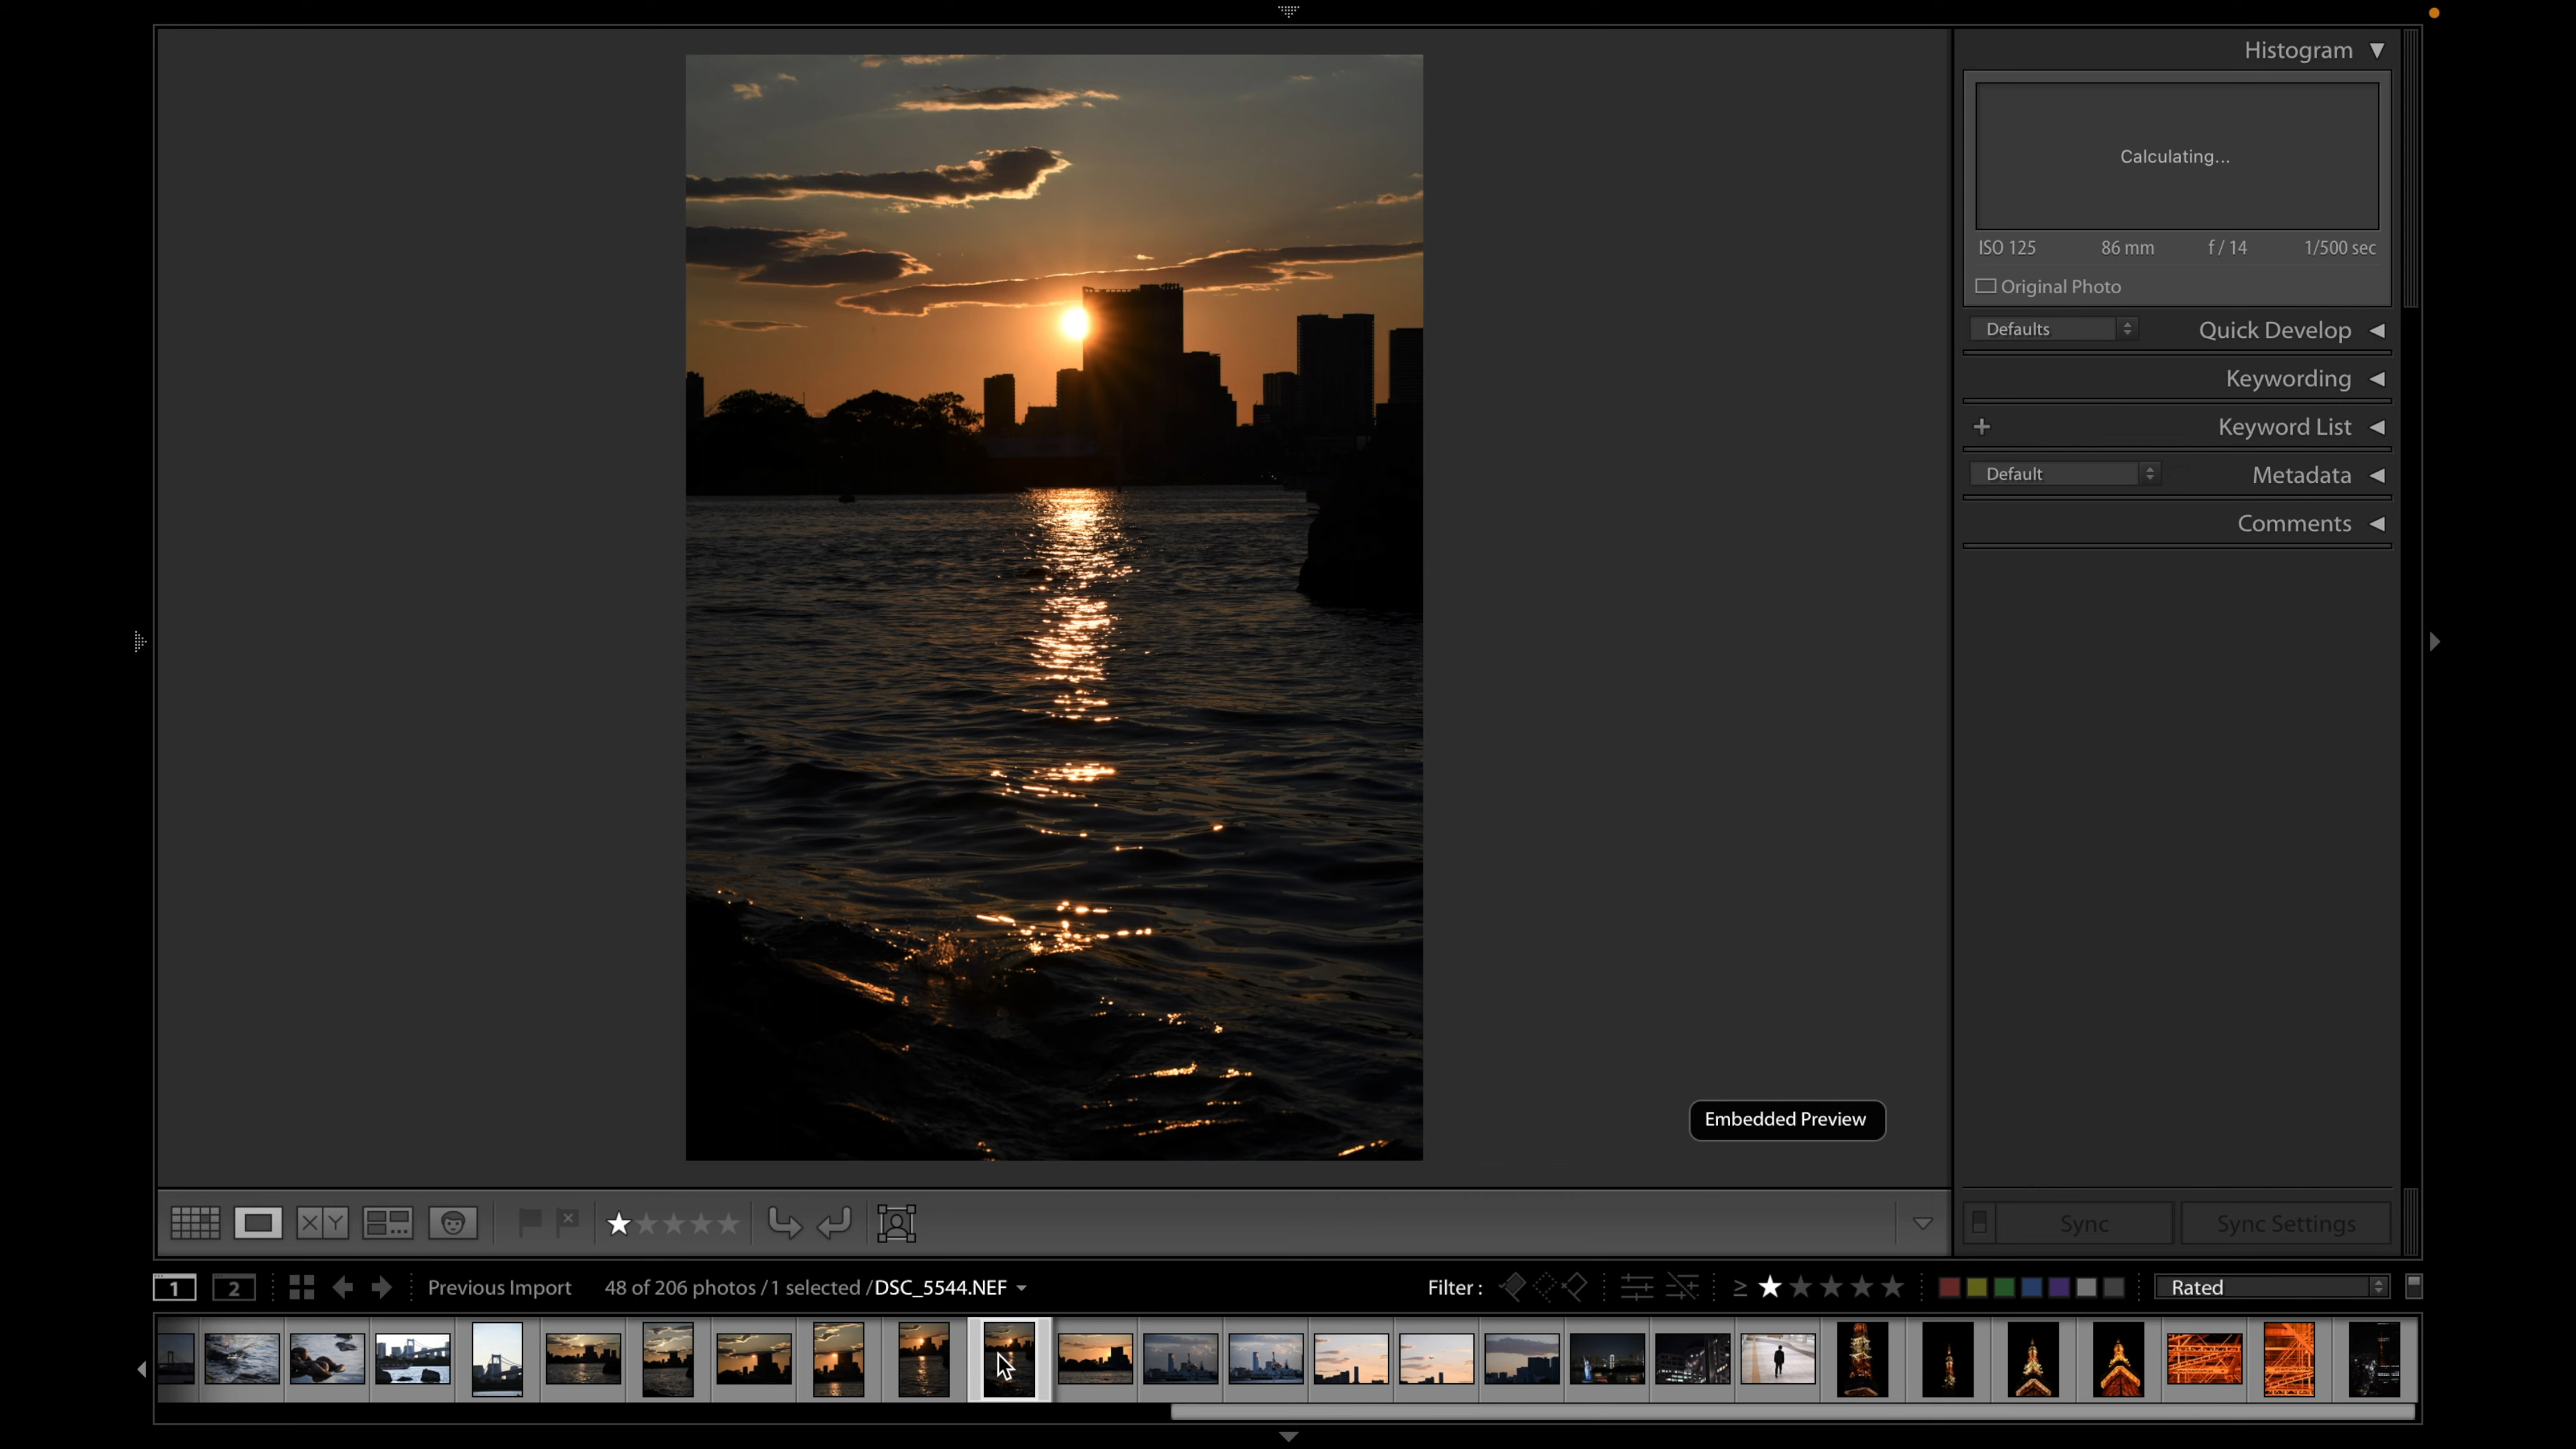 Histogram
Calculating...
ISO 125 86 mm f / 14 1/500 sec
Original Photo
Defaults Quick Develop
Keywording
+ Keyword List
Default Metadata
Comments
Embedded Preview
X Y
Sync Sync Settings
1 2 Previous Import 48 of 206 photos / 1 selected / DSC_5544.NEF Filter : ≥ Rated